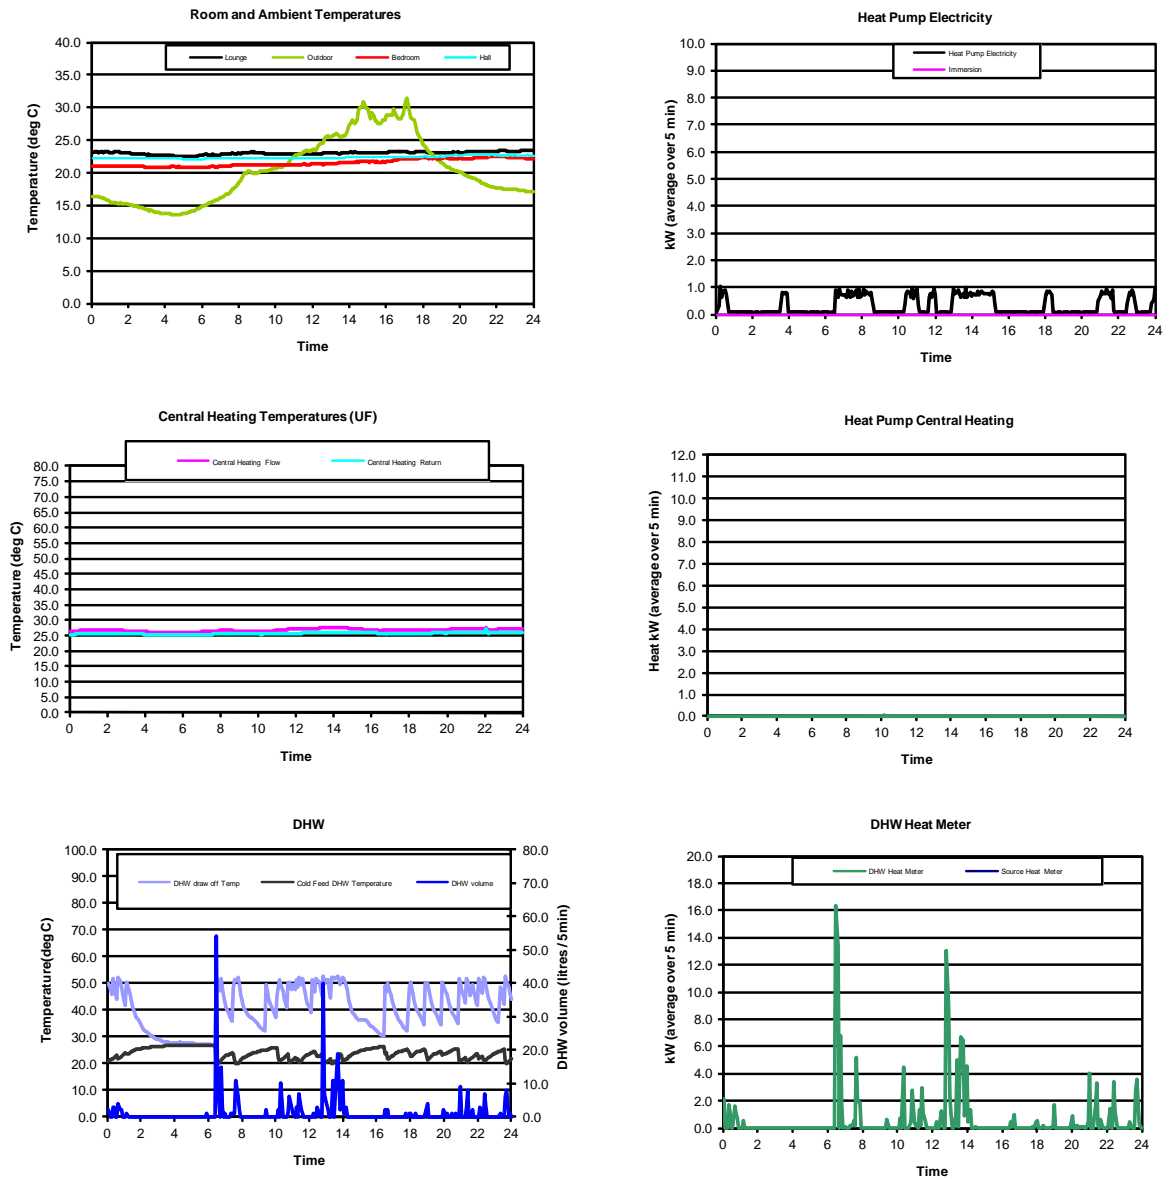 Room and Ambient Temperatures
Lounge Outdoor Bedroom Hall
Temperature (deg C)
40.0
35.0
30.0
25.0
20.0
15.0
10.0
5.0
0.0
0 2 4 6 8 10 12 14 16 18 20 22 24
Time
Heat Pump Electricity
Heat Pump Electricity
Immersion
kW (average over 5 min)
10.0
9.0
8.0
7.0
6.0
5.0
4.0
3.0
2.0
1.0
0.0
0 2 4 6 8 10 12 14 16 18 20 22 24
Time
Central Heating Temperatures (UF)
Central Heating Flow Central Heating Return
Temperature (deg C)
80.0
75.0
70.0
65.0
60.0
55.0
50.0
45.0
40.0
35.0
30.0
25.0
20.0
15.0
10.0
5.0
0.0
0 2 4 6 8 10 12 14 16 18 20 22 24
Time
Heat Pump Central Heating
Heat kW (average over 5 min)
12.0
11.0
10.0
9.0
8.0
7.0
6.0
5.0
4.0
3.0
2.0
1.0
0.0
0 2 4 6 8 10 12 14 16 18 20 22 24
Time
DHW
DHW draw off Temp Cold Feed DHW Temperature DHW volume
Temperature(deg C)
100.0
90.0
80.0
70.0
60.0
50.0
40.0
30.0
20.0
10.0
0.0
80.0
70.0
60.0
50.0
40.0
30.0
20.0
10.0
0.0
DHW volume (litres / 5min)
0 2 4 6 8 10 12 14 16 18 20 22 24
Time
DHW Heat Meter
DHW Heat Meter Source Heat Meter
kW (average over 5 min)
20.0
18.0
16.0
14.0
12.0
10.0
8.0
6.0
4.0
2.0
0.0
0 2 4 6 8 10 12 14 16 18 20 22 24
Time